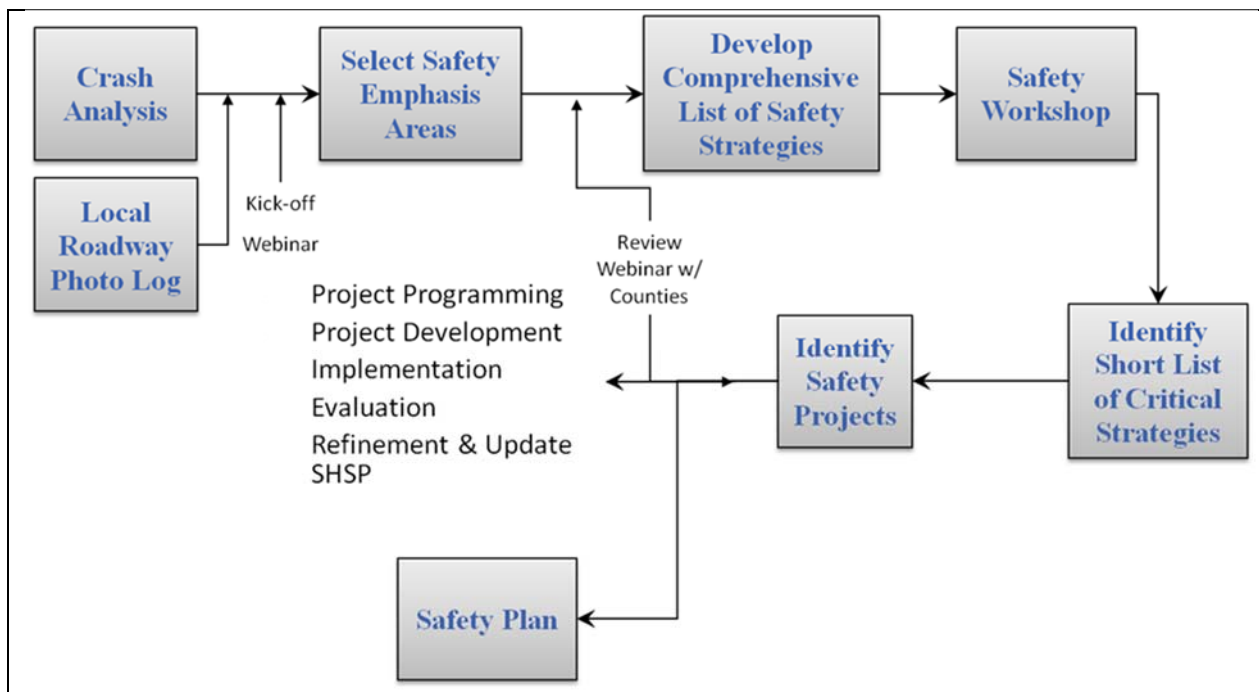 Crash
Analysis
Local
Roadway
Photo Log
Kick-off
Webinar
Select Safety
Emphasis
Areas
Develop
Comprehensive
List of Safety
Strategies
Safety
Workshop
Review
Webinar w/
Counties
Project Programming
Project Development
Implementation
Evaluation
Refinement & Update
SHSP
Identify
Safety
Projects
Identify
Short List
of Critical
Strategies
Safety Plan